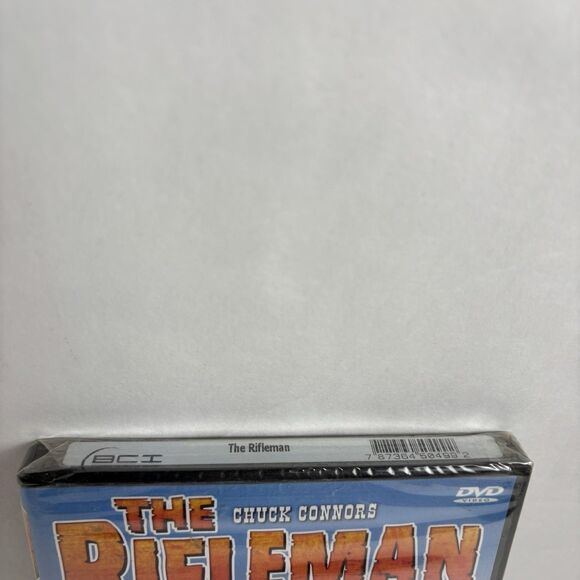 The Rifleman
BCI
7 87364 50499 2
THE
CHUCK CONNORS
DVD
VIDEO
RIFLEMAN